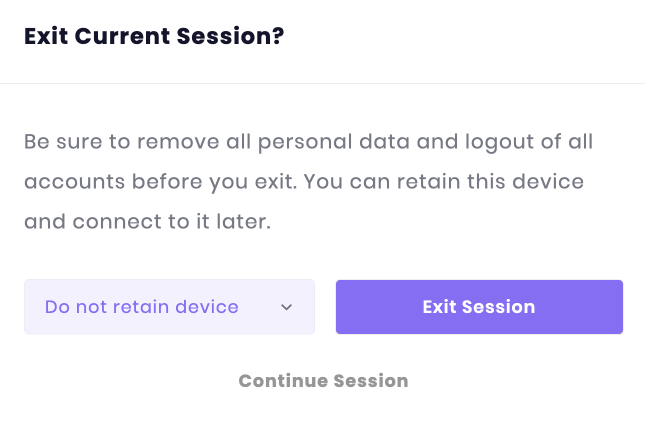 Exit Current Session?
Be sure to remove all personal data and logout of all
accounts before you exit. You can retain this device
and connect to it later.
Do not retain device
Exit Session
Continue Session